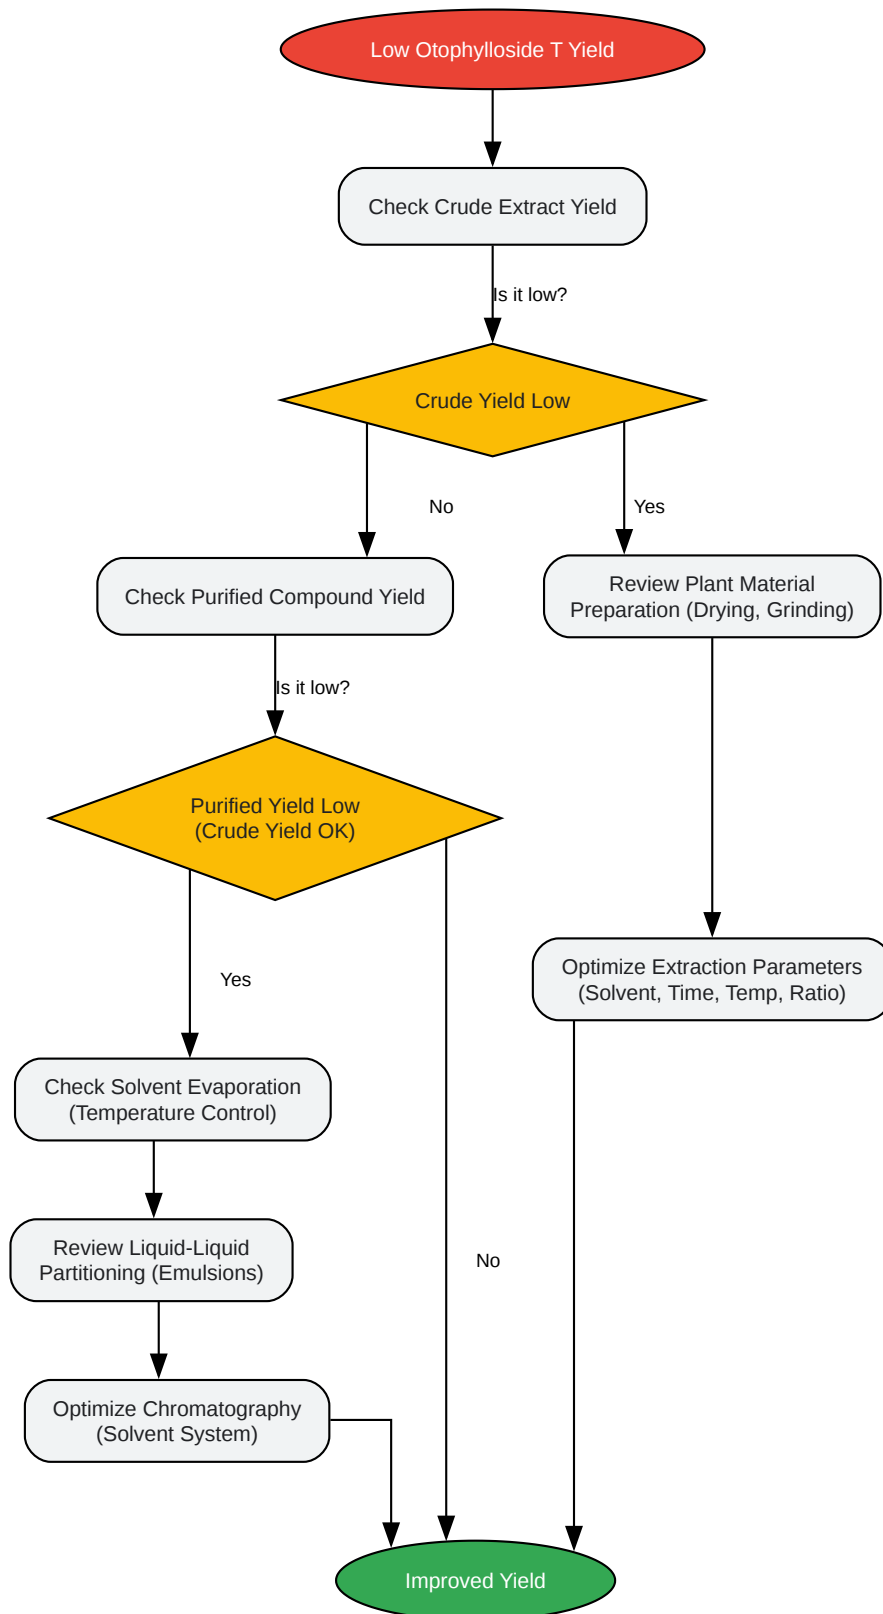 Low Otophylloside T Yield
Check Crude Extract Yield
Is it low?
Crude Yield Low
No
Yes
Check Purified Compound Yield
Review Plant Material
Preparation (Drying, Grinding)
Is it low?
Purified Yield Low
(Crude Yield OK)
Optimize Extraction Parameters
(Solvent, Time, Temp, Ratio)
Yes
Check Solvent Evaporation
(Temperature Control)
Review Liquid-Liquid
Partitioning (Emulsions)
No
Optimize Chromatography
(Solvent System)
Improved Yield